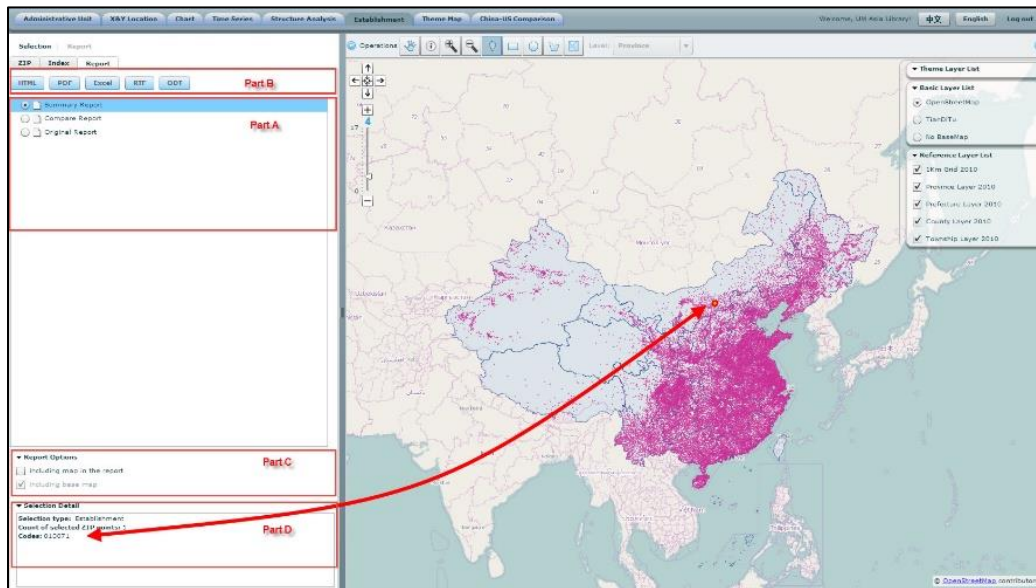 Administrative Unit X&Y Location Chart Time Series Structure Analysis Establishment Theme Map China-US Comparison Welcome, UM Asia Library! 中文 English Log out
Selection Report
ZIP Index Report
HTML PDF Excel RTF ODT Part B
Summary Report
Part A
Compare Report
Original Report
Operations Level: Province
4
17
0
Theme Layer List
Basic Layer List
OpenStreetMap
TianDiTu
No BaseMap
Reference Layer List
1Km Grid 2010
Province Layer 2010
Prefecture Layer 2010
County Layer 2010
Township Layer 2010
Report Options
Part C
Including map in the report
Including base map
Selection Detail
Part D
Selection type: Establishment
Count of selected ZIP points: 1
Codes: 010071
© OpenStreetMap contributors